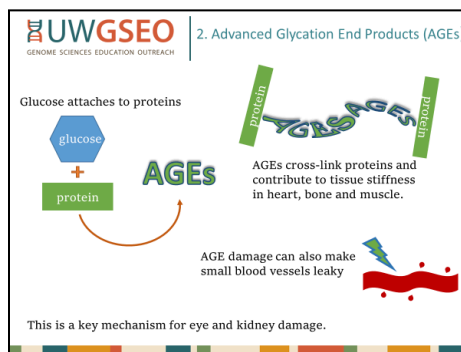 UWGSEO
GENOME SCIENCES EDUCATION OUTREACH
2. Advanced Glycation End Products (AGEs
Glucose attaches to proteins
glucose
+
protein
AGEs
protein
AGEs AGEs
protein
AGEs cross-link proteins and
contribute to tissue stiffness
in heart, bone and muscle.
AGE damage can also make
small blood vessels leaky
This is a key mechanism for eye and kidney damage.